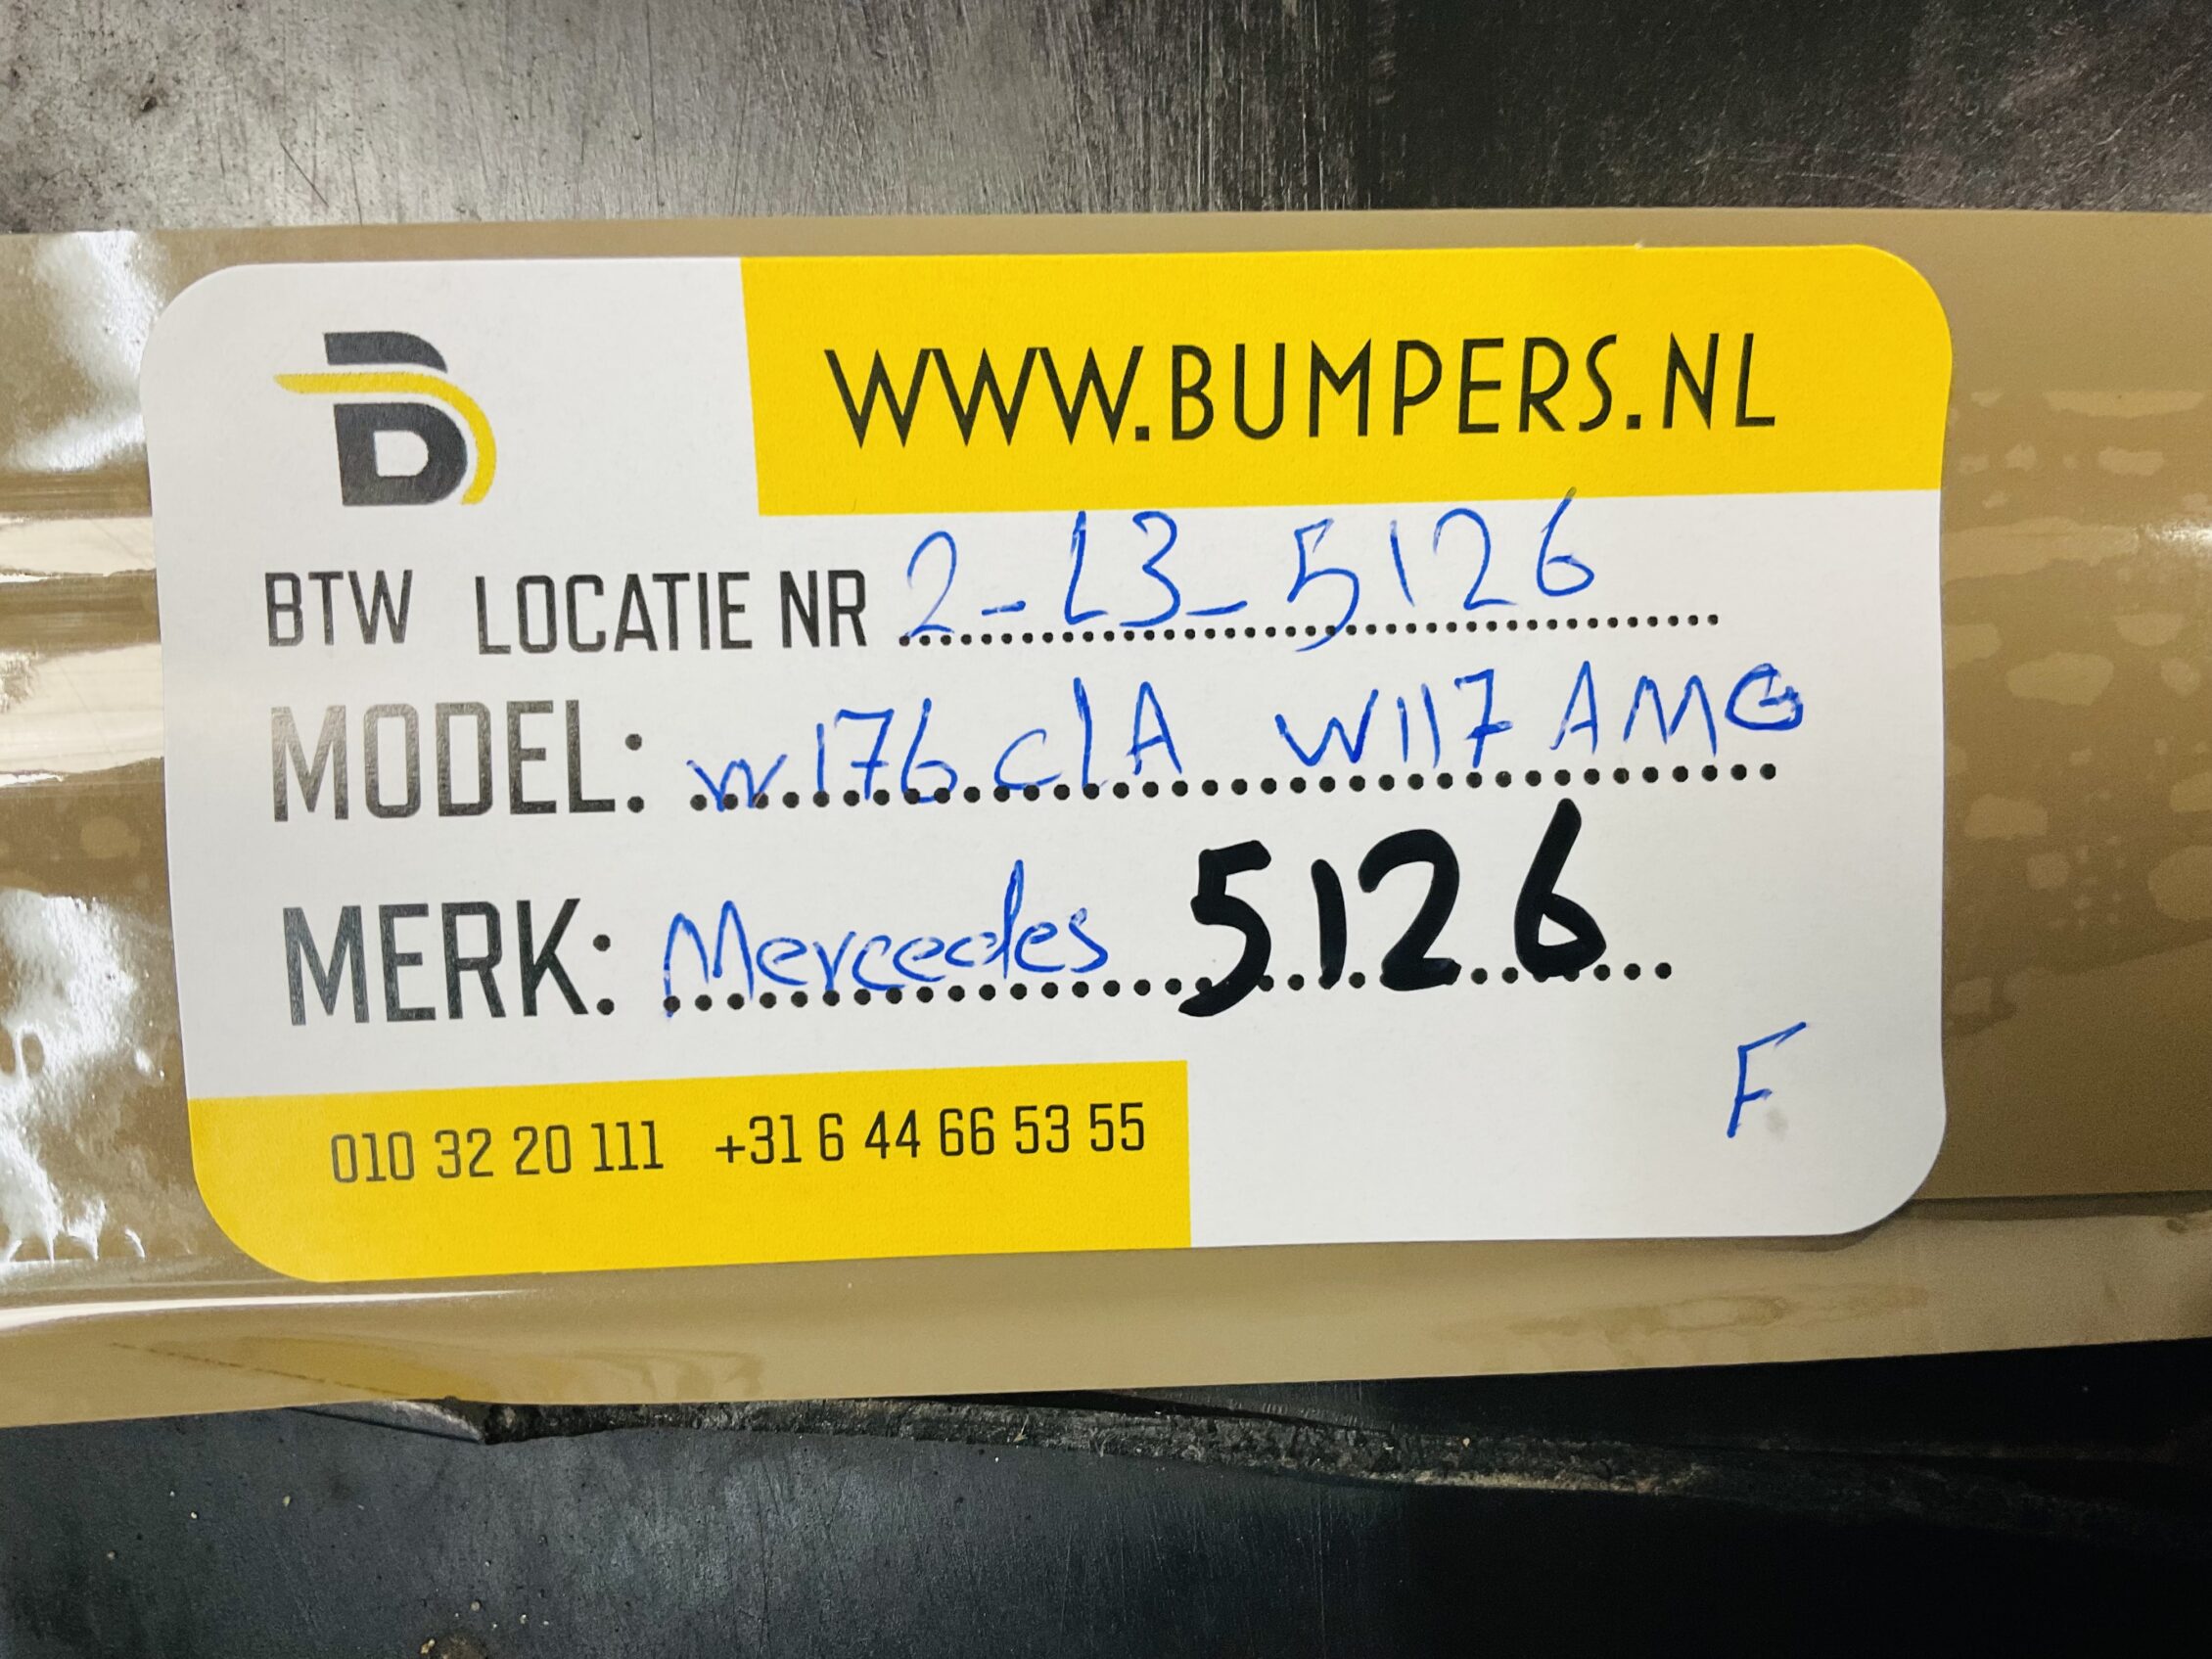 WWW.BUMPERS.NL
BTW LOCATIE NR 2-L3-5126
MODEL: w176 clA W117 AMG
MERK: Mercedes 5126
F
010 32 20 111 +31 6 44 66 53 55